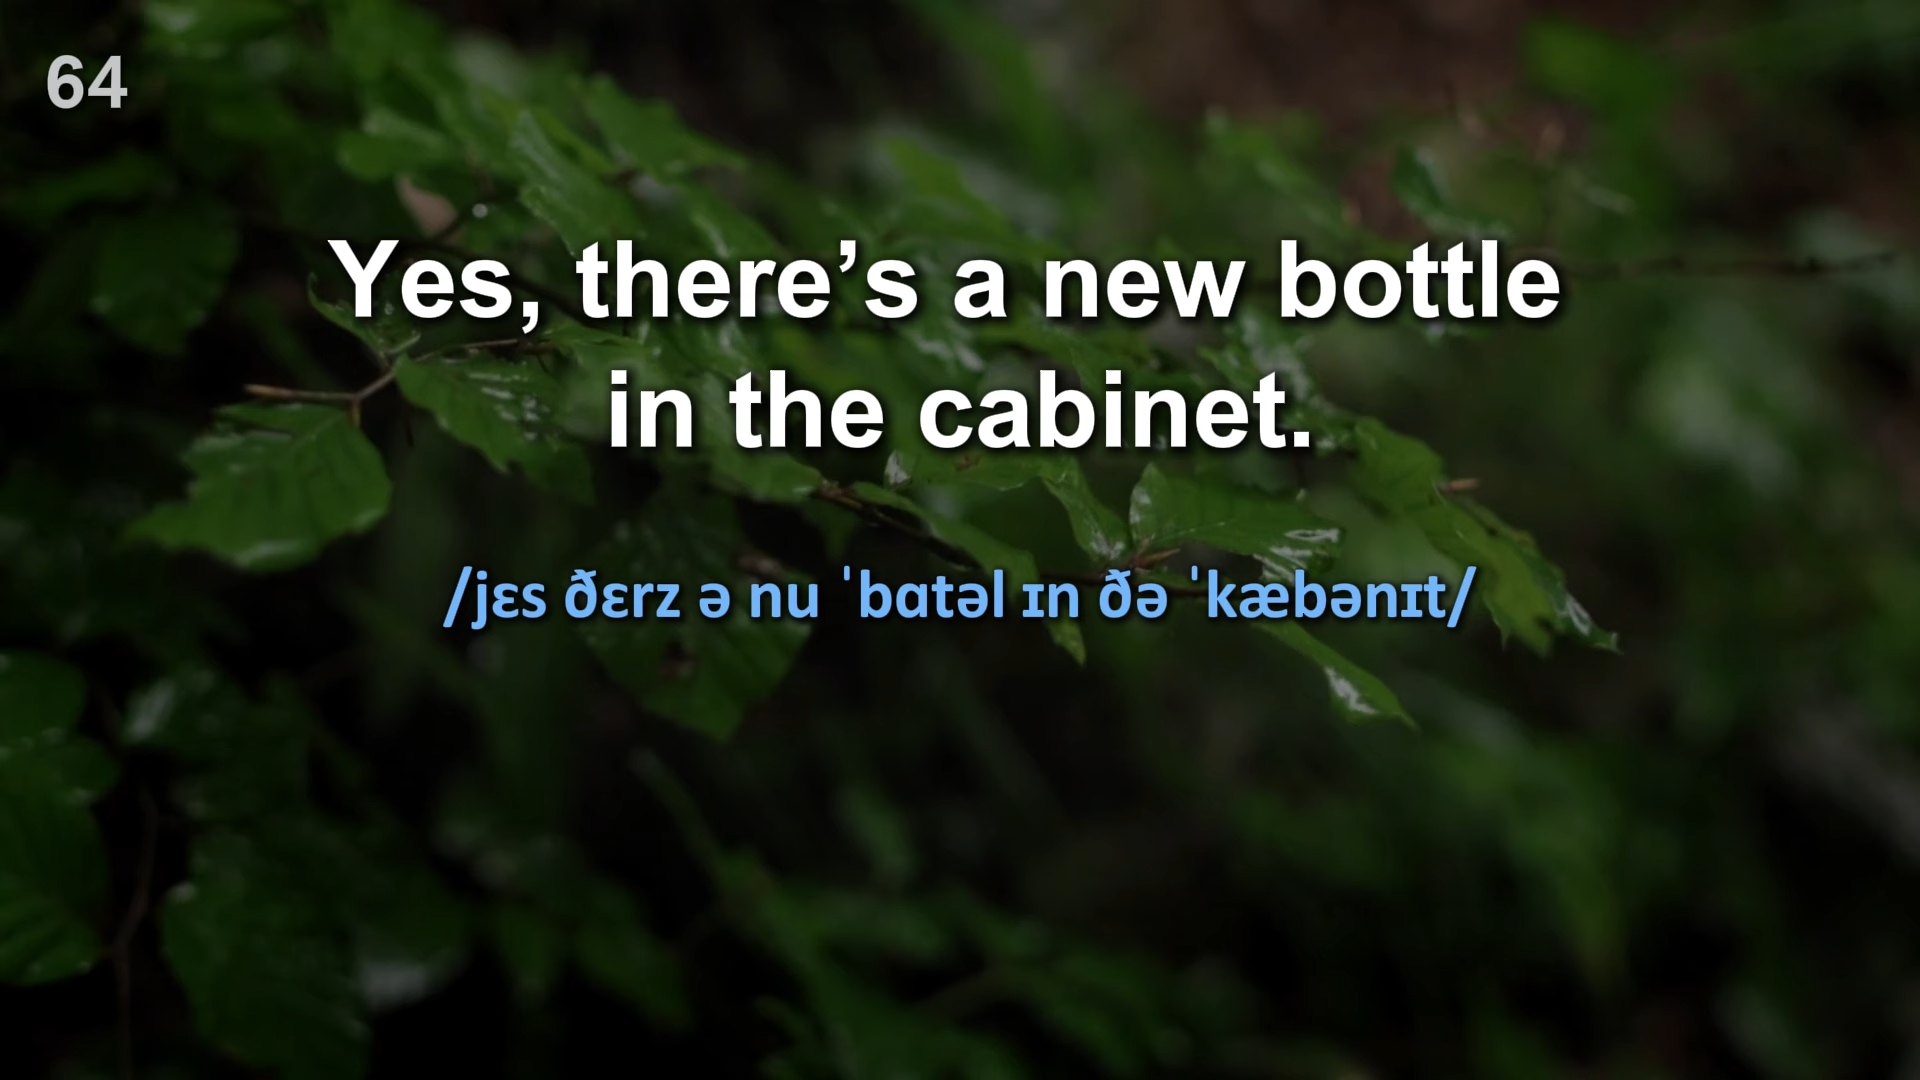 64
Yes, there’s a new bottle
in the cabinet.
/jɛs ðɛrz ə nu ˈbɑtəl ɪn ðə ˈkæbənɪt/